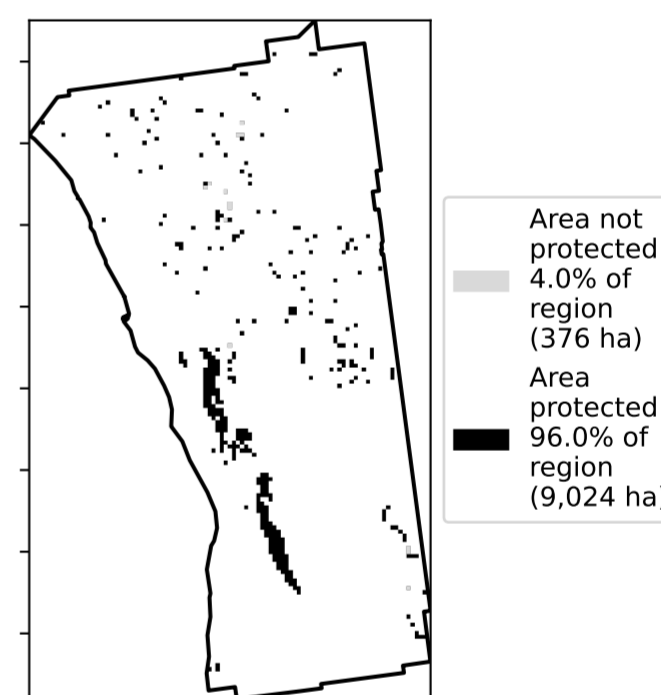 Area not
protected
4.0% of
region
(376 ha)
Area
protected
96.0% of
region
(9,024 ha)